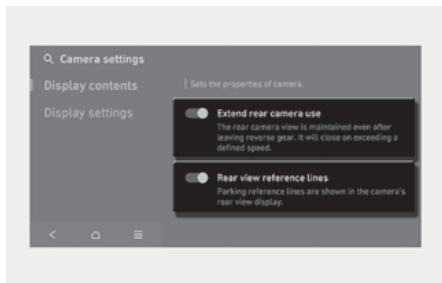 Camera settings
Display contents
Sets the properties of camera.
Display settings
Extend rear camera use
The rear camera view is maintained even after
leaving reverse gear. It will close on exceeding a
defined speed.
Rear view reference lines
Parking reference lines are shown in the camera's
rear view display.